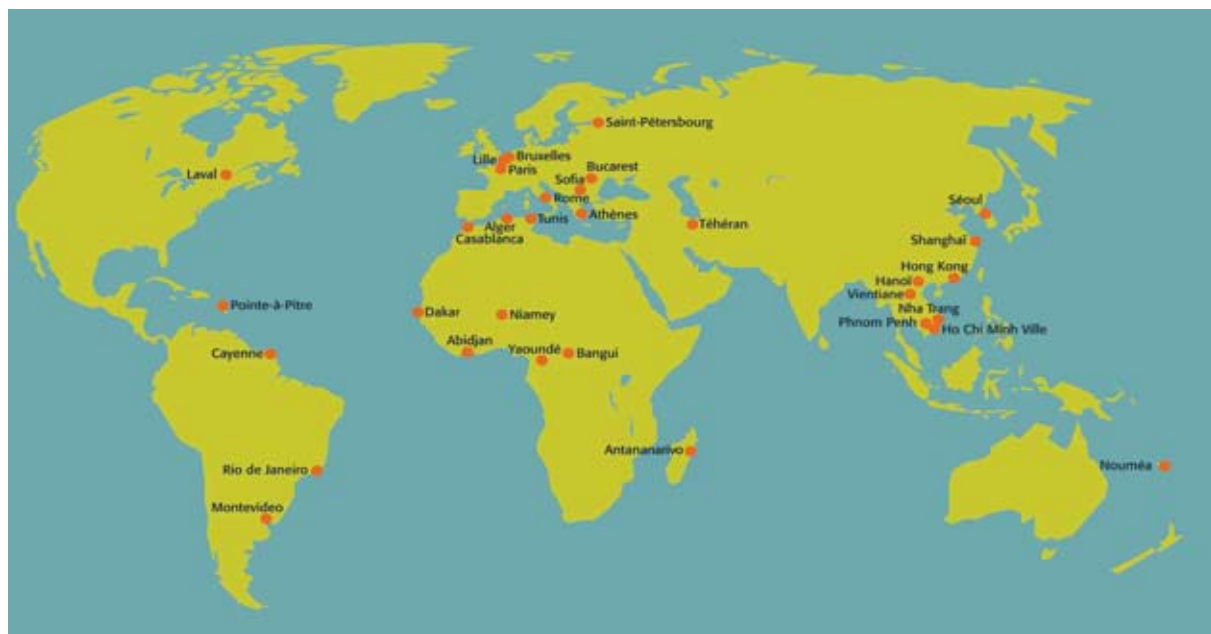 Saint-Pétersbourg
Lille
Bruxelles
Paris
Bucarest
Laval
Sofia
Rome
Séoul
Alger
Tunis
Athènes
Téhéran
Casablanca
Shanghaï
Hong Kong
Hanoï
Vientiane
Pointe-à-Pitre
Dakar
Niamey
Nha Trang
Phnom Penh
Ho Chi Minh Ville
Abidjan
Yaoundé
Bangui
Cayenne
Antananarivo
Rio de Janeiro
Nouméa
Montevideo